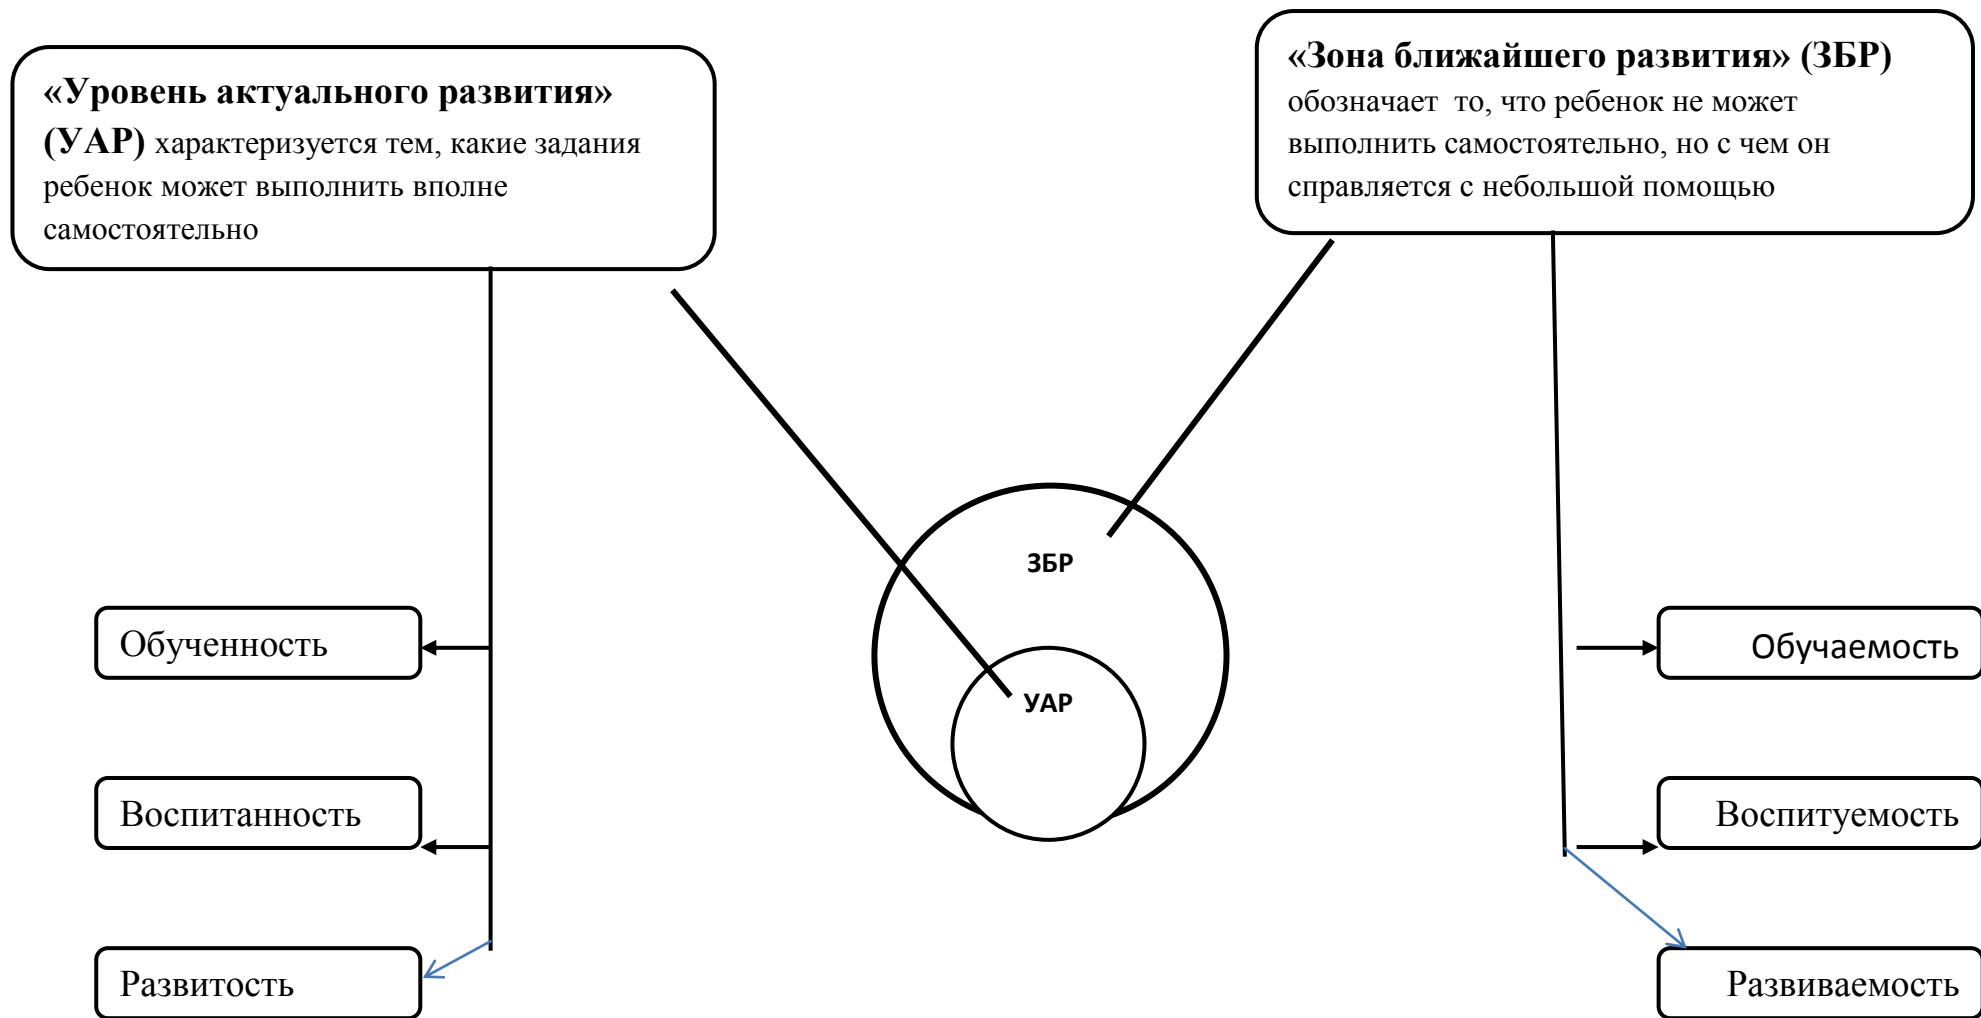 «Уровень актуального развития»
(УАР) характеризуется тем, какие задания
ребенок может выполнить вполне
самостоятельно
«Зона ближайшего развития» (ЗБР)
обозначает то, что ребенок не может
выполнить самостоятельно, но с чем он
справляется с небольшой помощью
ЗБР
УАР
Обученность
Воспитанность
Развитость
Обучаемость
Воспитуемость
Развиваемость